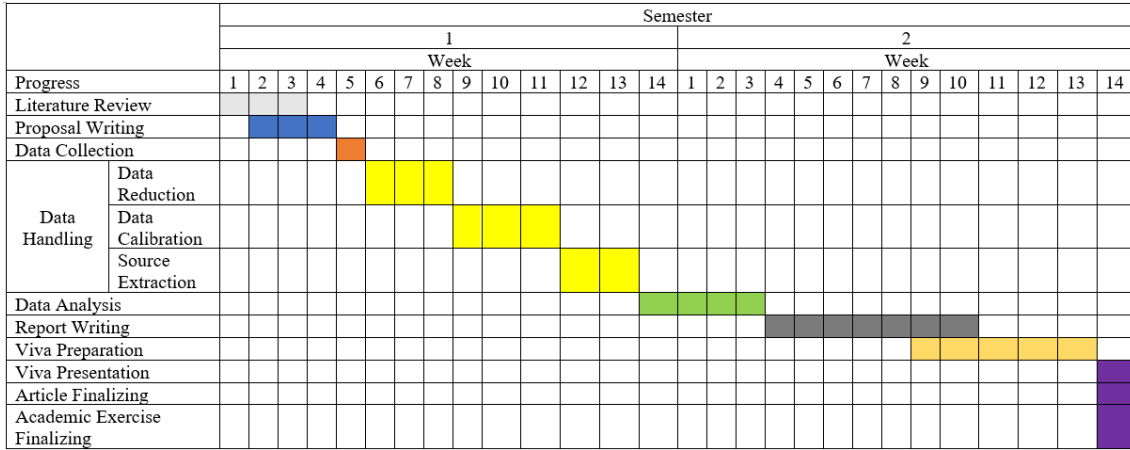 Semester
1 2
Week Week
Progress 1 2 3 4 5 6 7 8 9 10 11 12 13 14 1 2 3 4 5 6 7 8 9 10 11 12 13 14
Literature Review
Proposal Writing
Data Collection
Data Handling
Data
Reduction
Data
Calibration
Source
Extraction
Data Analysis
Report Writing
Viva Preparation
Viva Presentation
Article Finalizing
Academic Exercise
Finalizing